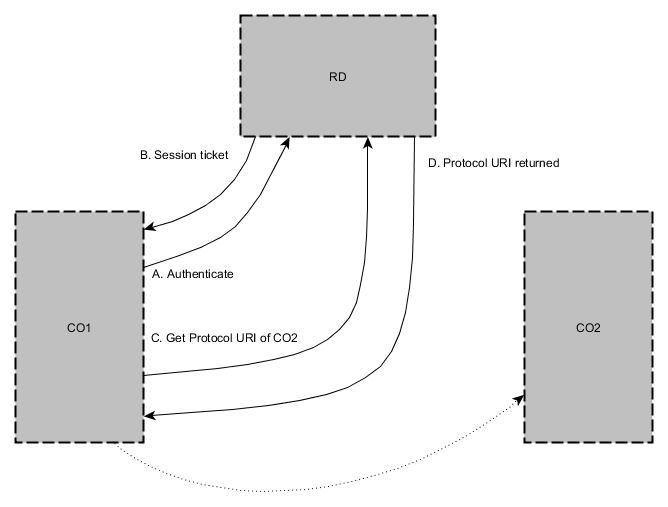 RD
B. Session ticket
D. Protocol URI returned
A. Authenticate
CO1
CO2
C. Get Protocol URI of CO2